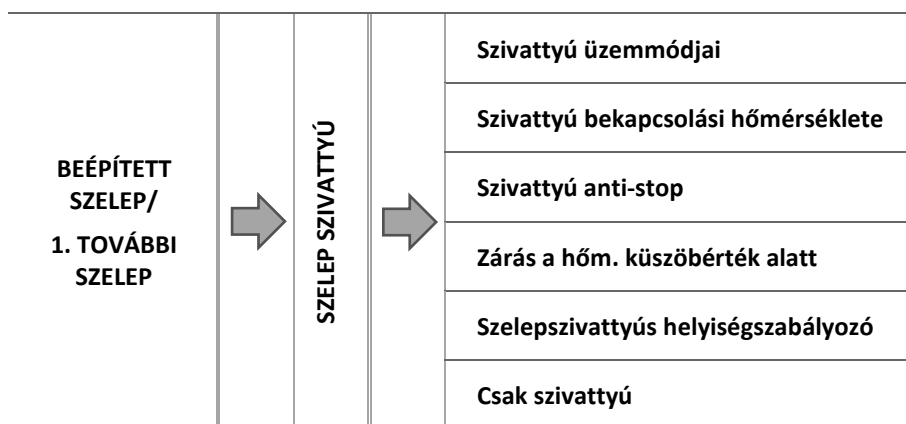 BEÉPÍTETT
SZELEP/
1. TOVÁBBI
SZELEP
SZELEP SZIVATTYÚ
Szivattyú üzemmódjai
Szivattyú bekapcsolási hőmérséklete
Szivattyú anti-stop
Zárás a hőm. küszöbérték alatt
Szelepszivattyús helyiségszabályozó
Csak szivattyú